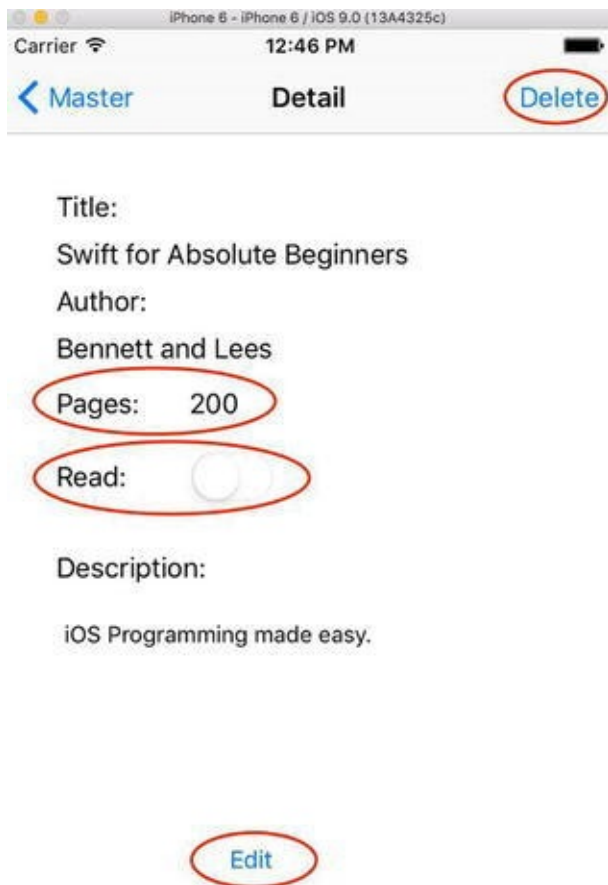 iPhone 6 - iPhone 6 / iOS 9.0 (13A4325c)
Carrier 12:46 PM
Master Detail Delete
Title:
Swift for Absolute Beginners
Author:
Bennett and Lees
Pages: 200
Read:
Description:
iOS Programming made easy.
Edit